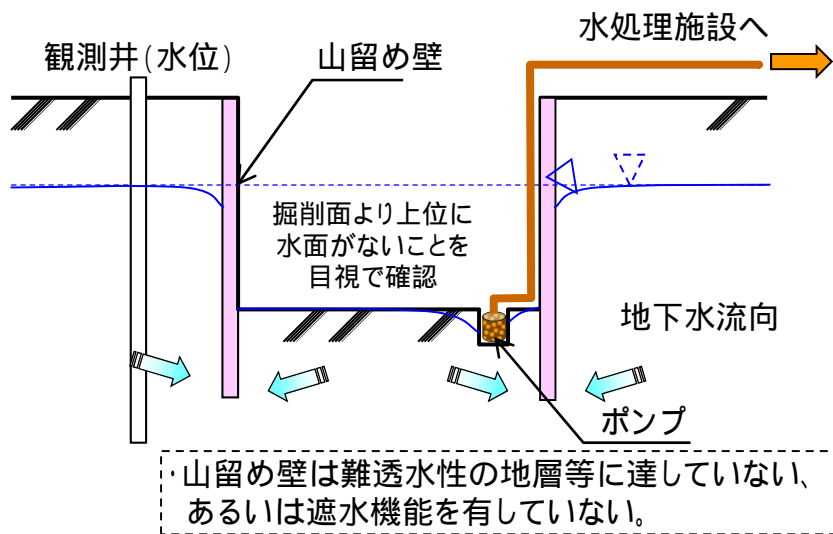 水処理施設へ
観測井(水位)
山留め壁
掘削面より上位に
水面がないことを
目視で確認
地下水流向
ポンプ
・山留め壁は難透水性の地層等に達していない、
あるいは遮水機能を有していない。